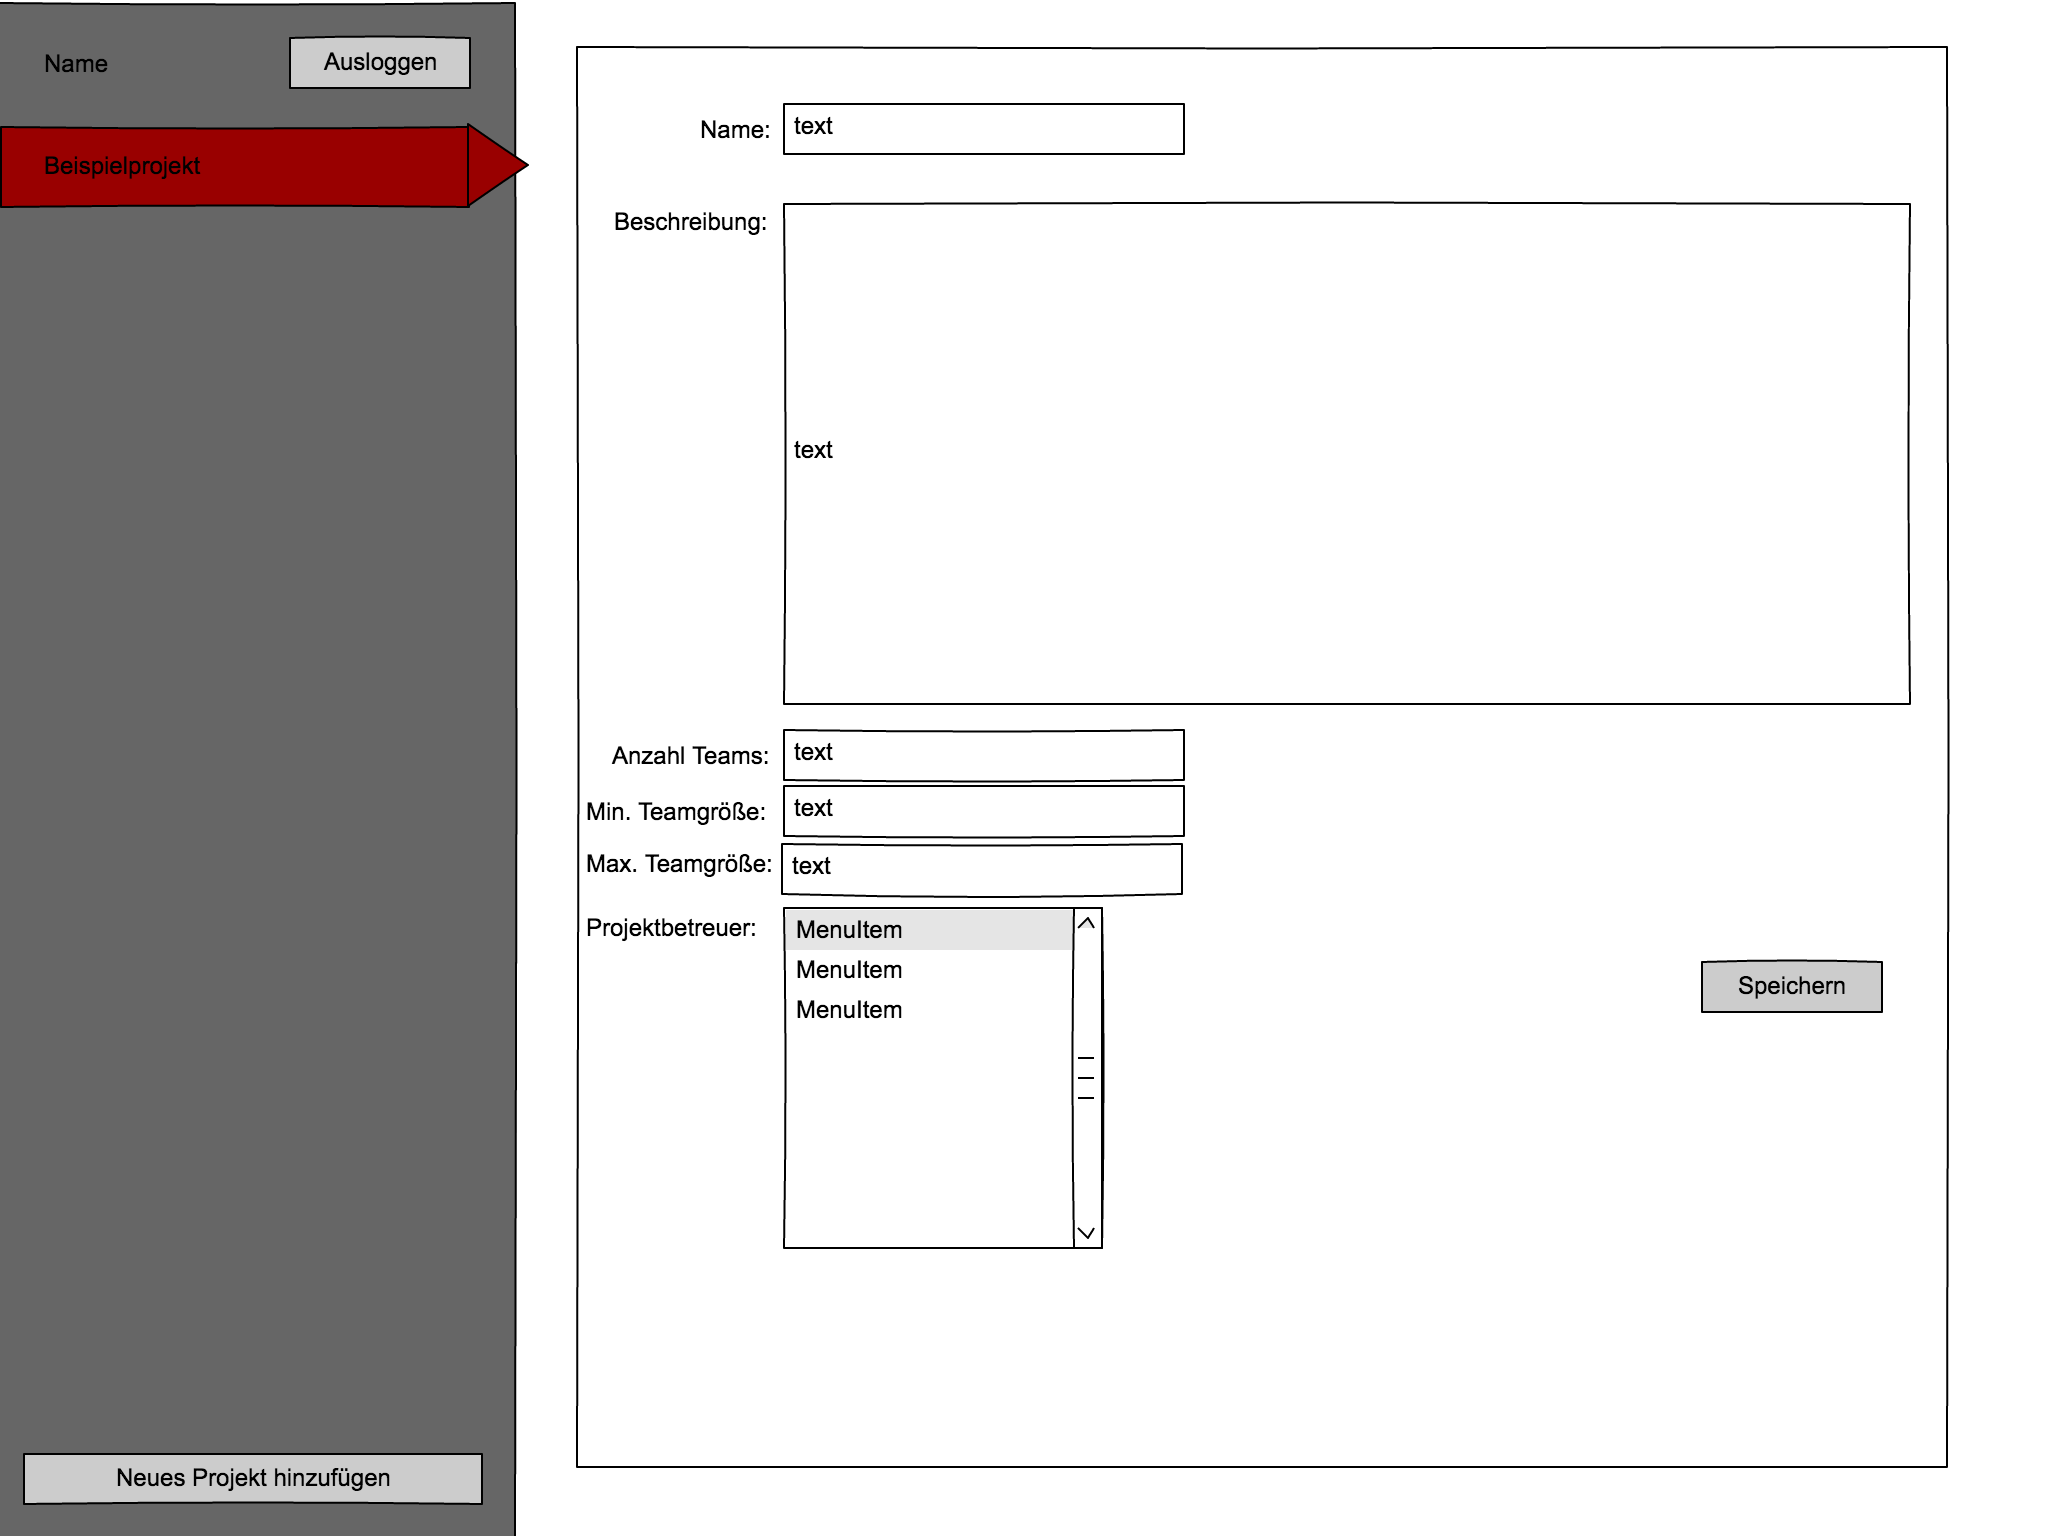 Name
Ausloggen
Beispielprojekt
Neues Projekt hinzufügen
Name:
text
Beschreibung:
text
Anzahl Teams:
text
Min. Teamgröße:
text
Max. Teamgröße:
text
Projektbetreuer:
MenuItem
MenuItem
MenuItem
Speichern